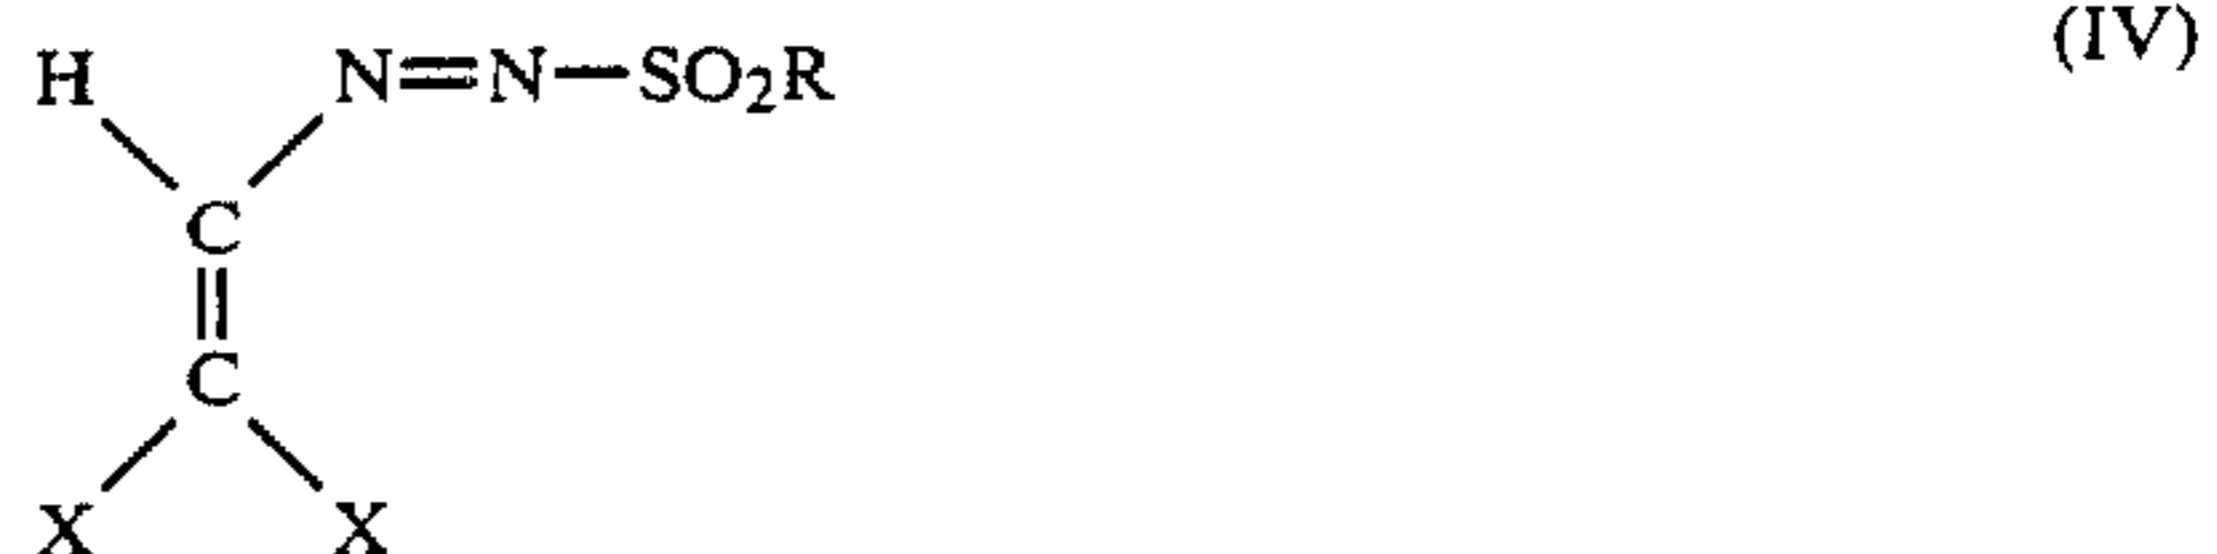 H N=N—SO2R (IV)
C
C
X X